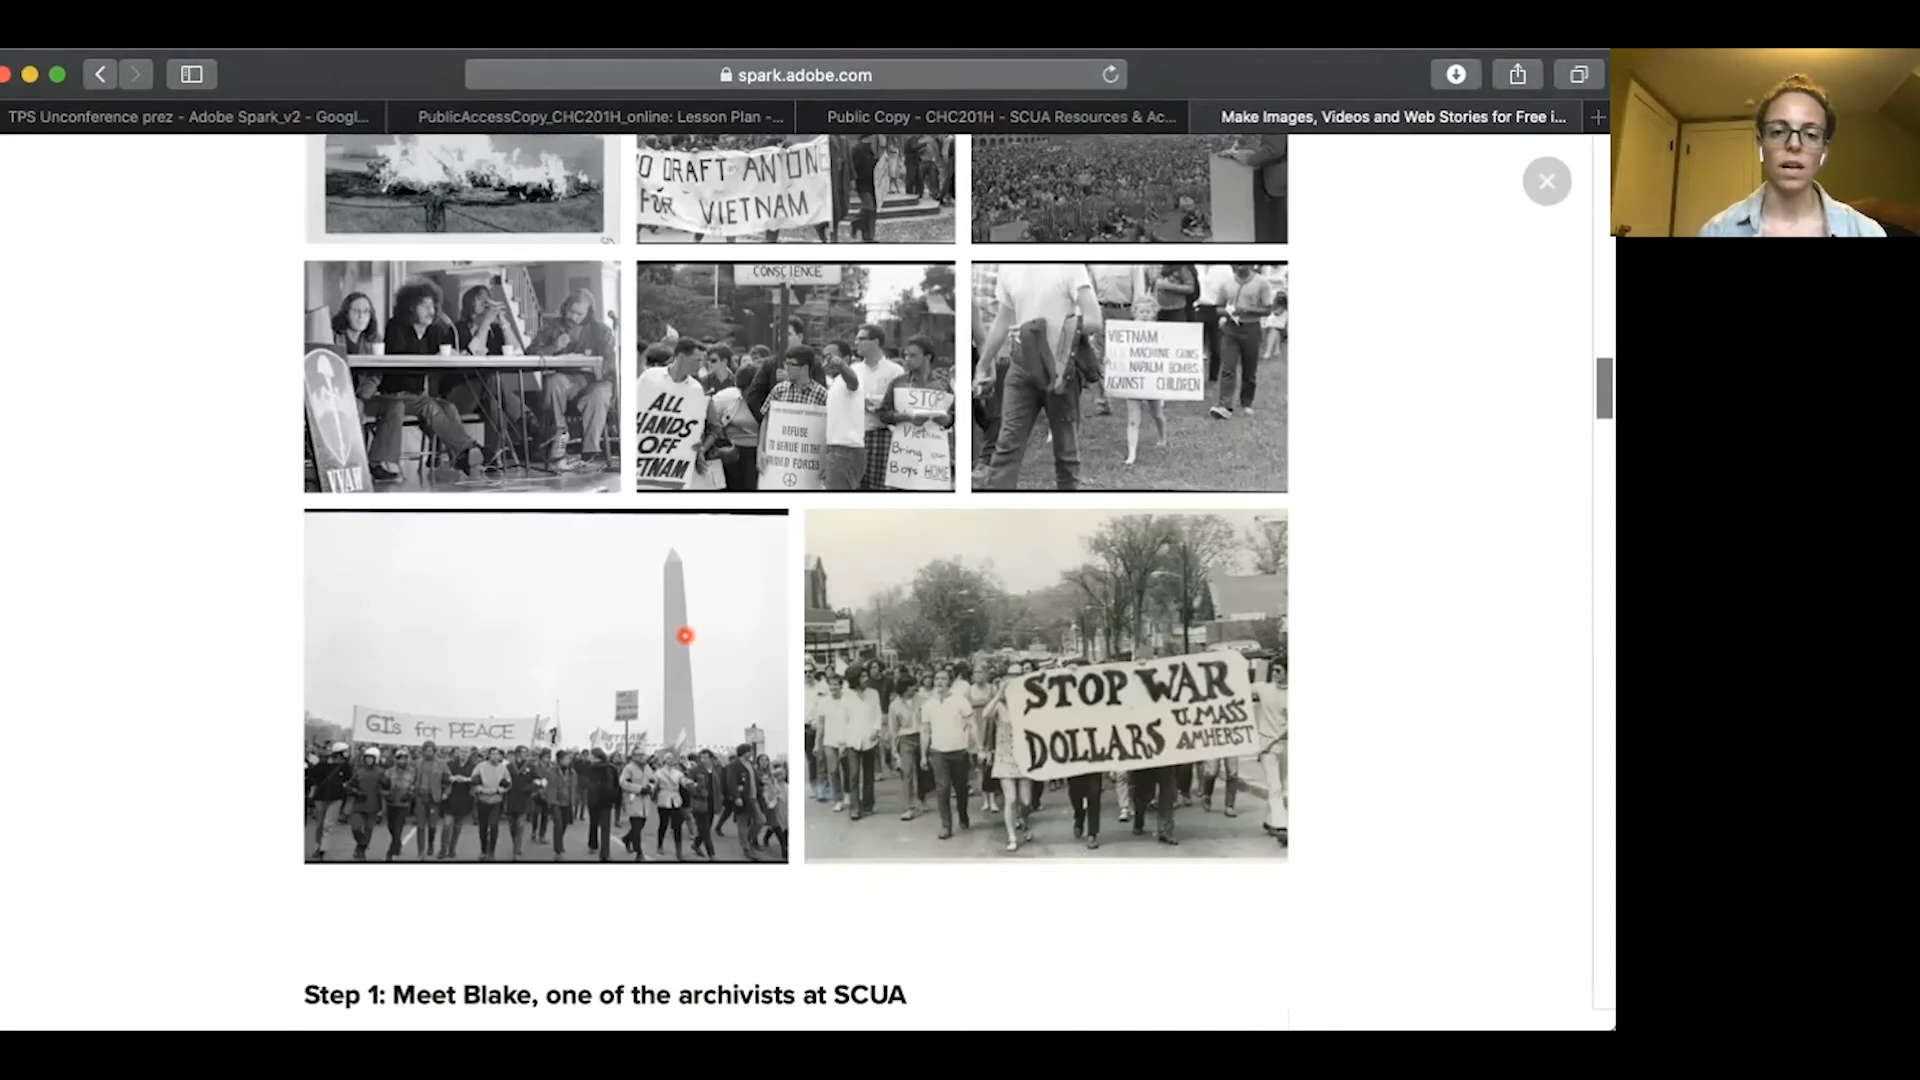 spark.adobe.com
TPS Unconference prez - Adobe Spark_v2 - Googl...
PublicAccessCopy_CHC201H_online: Lesson Plan -...
Public Copy - CHC201H - SCUA Resources & Ac...
Make Images, Videos and Web Stories for Free i...
O DRAFT ANYONE
FOR VIETNAM
5
VVAW
CONSCIENCE
ALL
HANDS
OFF
ETNAM
REFUSE
TO SERVE IN THE
ARMED FORCES
STOP
Bring our
Boys HOME
VIETNAM
MACHINE GUNS
NAPALM BOMBS
AGAINST CHILDREN
GIs for PEACE
STOP WAR
DOLLARS
U.MASS
AMHERST
Step 1: Meet Blake, one of the archivists at SCUA